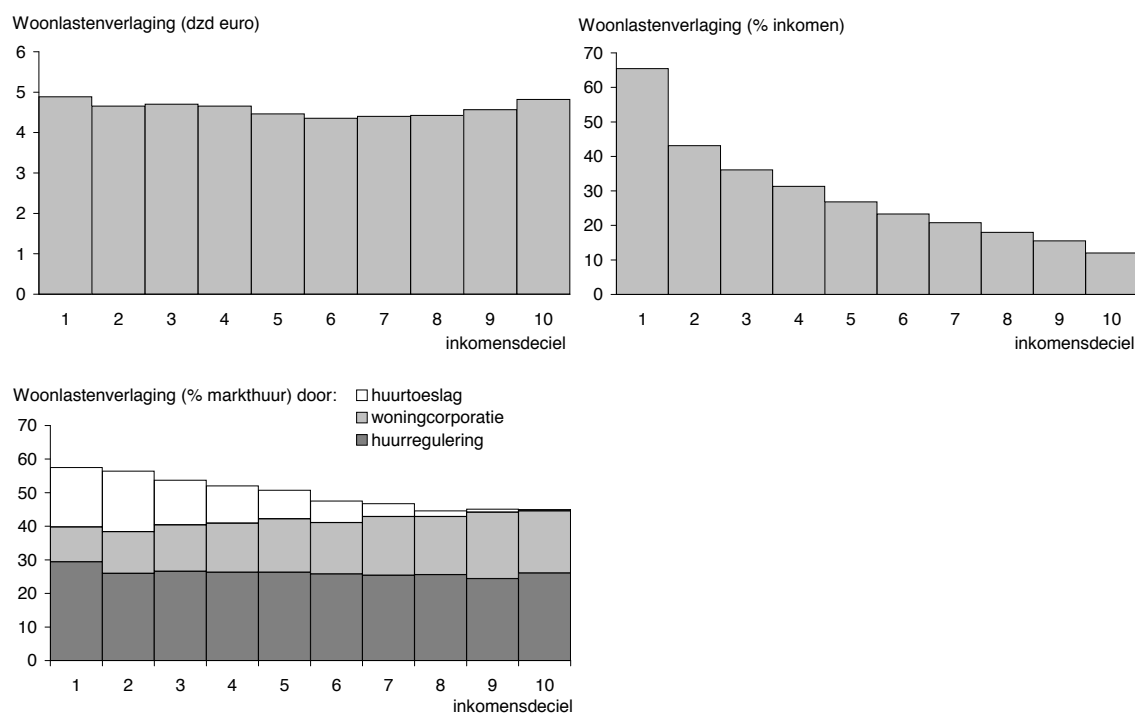 Woonlastenverlaging (dzd euro)
6
5
4
3
2
1
0
1 2 3 4 5 6 7 8 9 10
inkomensdeciel
Woonlastenverlaging (% inkomen)
70
60
50
40
30
20
10
0
1 2 3 4 5 6 7 8 9 10
inkomensdeciel
Woonlastenverlaging (% markthuur) door:
huurtoeslag
woningcorporatie
huurregulering
70
60
50
40
30
20
10
0
1 2 3 4 5 6 7 8 9 10
inkomensdeciel